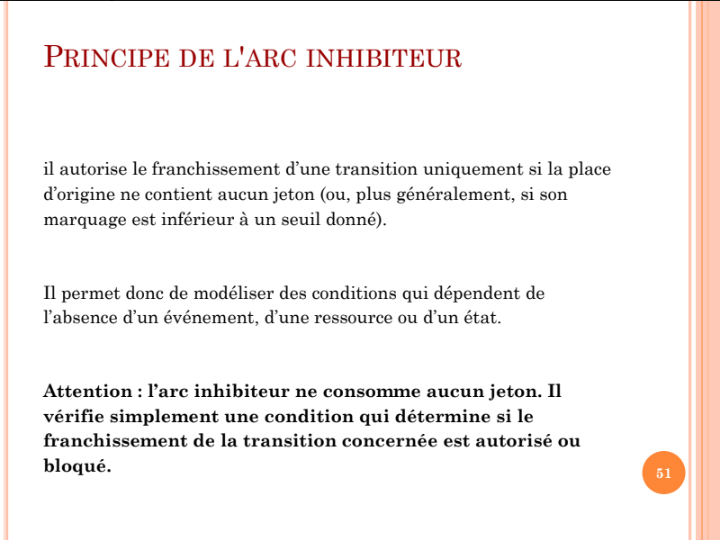 PRINCIPE DE L'ARC INHIBITEUR
il autorise le franchissement d’une transition uniquement si la place
d’origine ne contient aucun jeton (ou, plus généralement, si son
marquage est inférieur à un seuil donné).
Il permet donc de modéliser des conditions qui dépendent de
l’absence d’un événement, d’une ressource ou d’un état.
Attention : l’arc inhibiteur ne consomme aucun jeton. Il
vérifie simplement une condition qui détermine si le
franchissement de la transition concernée est autorisé ou
bloqué.
51